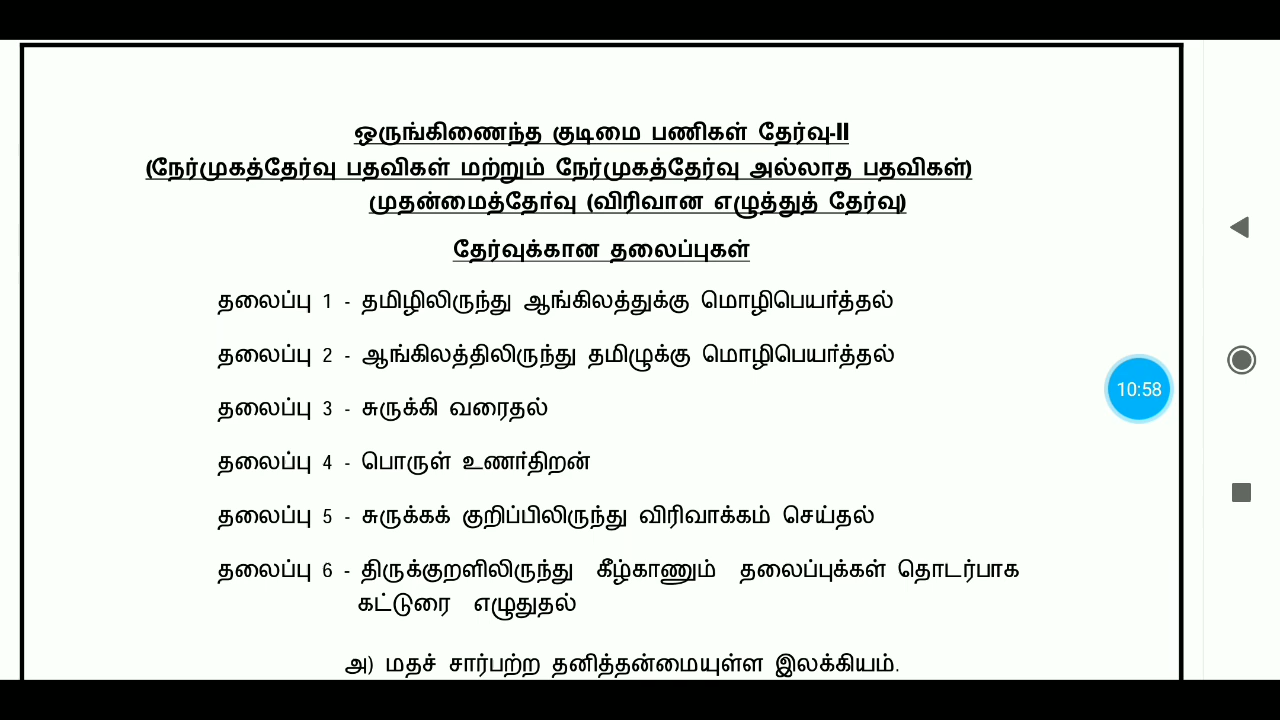 ஒருங்கிணைந்த குடிமை பணிகள் தேர்வு-II
(நேர்முகத்தேர்வு பதவிகள் மற்றும் நேர்முகத்தேர்வு அல்லாத பதவிகள்)
முதன்மைத்தேர்வு (விரிவான எழுத்துத் தேர்வு)
தேர்வுக்கான தலைப்புகள்
தலைப்பு 1 - தமிழிலிருந்து ஆங்கிலத்துக்கு மொழிபெயர்த்தல்
தலைப்பு 2 - ஆங்கிலத்திலிருந்து தமிழுக்கு மொழிபெயர்த்தல்
தலைப்பு 3 - சுருக்கி வரைதல்
10:58
தலைப்பு 4 - பொருள் உணர்திறன்
தலைப்பு 5 - சுருக்கக் குறிப்பிலிருந்து விரிவாக்கம் செய்தல்
தலைப்பு 6 - திருக்குறளிலிருந்து கீழ்காணும் தலைப்புக்கள் தொடர்பாக
கட்டுரை எழுதுதல்
அ) மதச் சார்பற்ற தனித்தன்மையுள்ள இலக்கியம்.